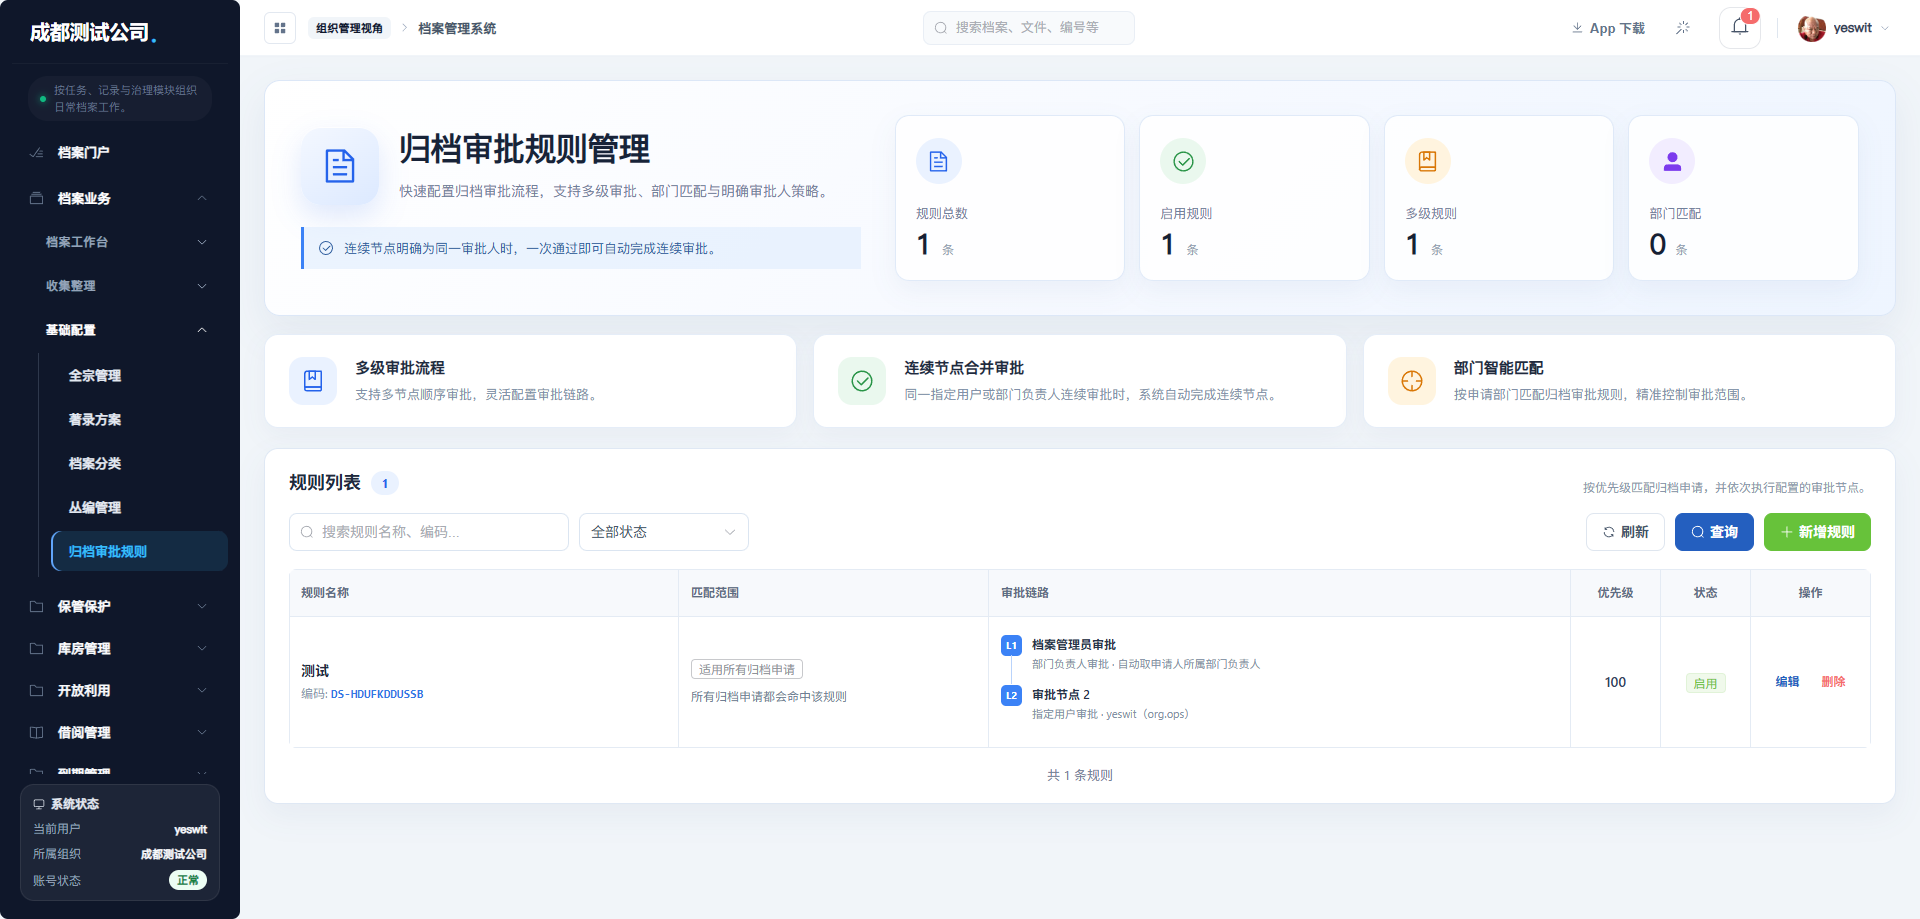 成都测试公司.
按任务、记录与治理模块组织
日常档案工作。
档案门户
档案业务
档案工作台
收集整理
基础配置
全宗管理
著录方案
档案分类
丛编管理
归档审批规则
保管保护
库房管理
开放利用
借阅管理
到期管理
系统状态
当前用户 yeswit
所属组织 成都测试公司
账号状态 正常
组织管理视角 > 档案管理系统
搜索档案、文件、编号等
App 下载
1
yeswit
归档审批规则管理
快速配置归档审批流程，支持多级审批、部门匹配与明确审批人策略。
连续节点明确为同一审批人时，一次通过即可自动完成连续审批。
规则总数
1 条
启用规则
1 条
多级规则
1 条
部门匹配
0 条
多级审批流程
支持多节点顺序审批，灵活配置审批链路。
连续节点合并审批
同一指定用户或部门负责人连续审批时，系统自动完成连续节点。
部门智能匹配
按申请部门匹配归档审批规则，精准控制审批范围。
规则列表 1
按优先级匹配归档申请，并依次执行配置的审批节点。
搜索规则名称、编码...
全部状态
刷新
查询
新增规则
规则名称 匹配范围 审批链路 优先级 状态 操作
测试
编码: DS-HDUFKDDUSSB
适用所有归档申请
所有归档申请都会命中该规则
L1 档案管理员审批
部门负责人审批 · 自动取申请人所属部门负责人
L2 审批节点 2
指定用户审批 · yeswit（org.ops）
100
启用
编辑 删除
共 1 条规则